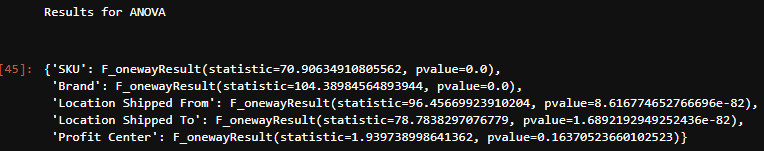 Results for ANOVA
[45]: {'SKU': F_onewayResult(statistic=70.90634910805562, pvalue=0.0),
'Brand': F_onewayResult(statistic=104.38984564893944, pvalue=0.0),
'Location Shipped From': F_onewayResult(statistic=96.45669923910204, pvalue=8.616774652766696e-82),
'Location Shipped To': F_onewayResult(statistic=78.7838297076779, pvalue=1.6892192949252436e-82),
'Profit Center': F_onewayResult(statistic=1.939738998641362, pvalue=0.16370523660102523)}